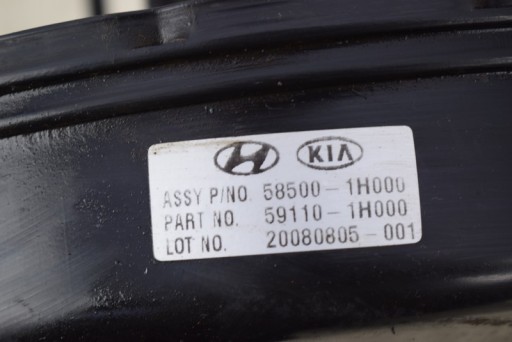 KIA
ASSY P/NO. 58500-1H000
PART NO. 59110-1H000
LOT NO. 20080805-001